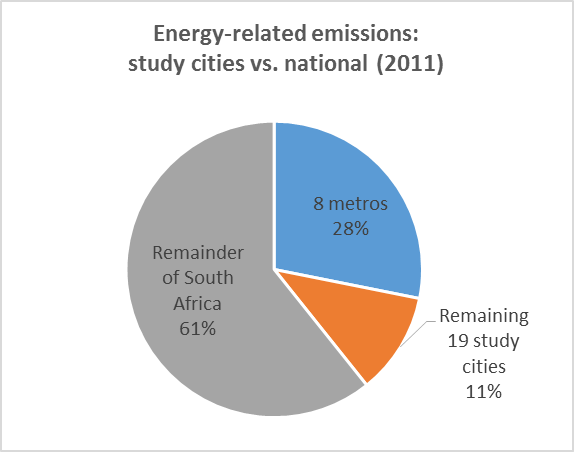 Energy-related emissions:
study cities vs. national (2011)
8 metros
28%
Remainder
of South
Africa
61%
Remaining
19 study
cities
11%